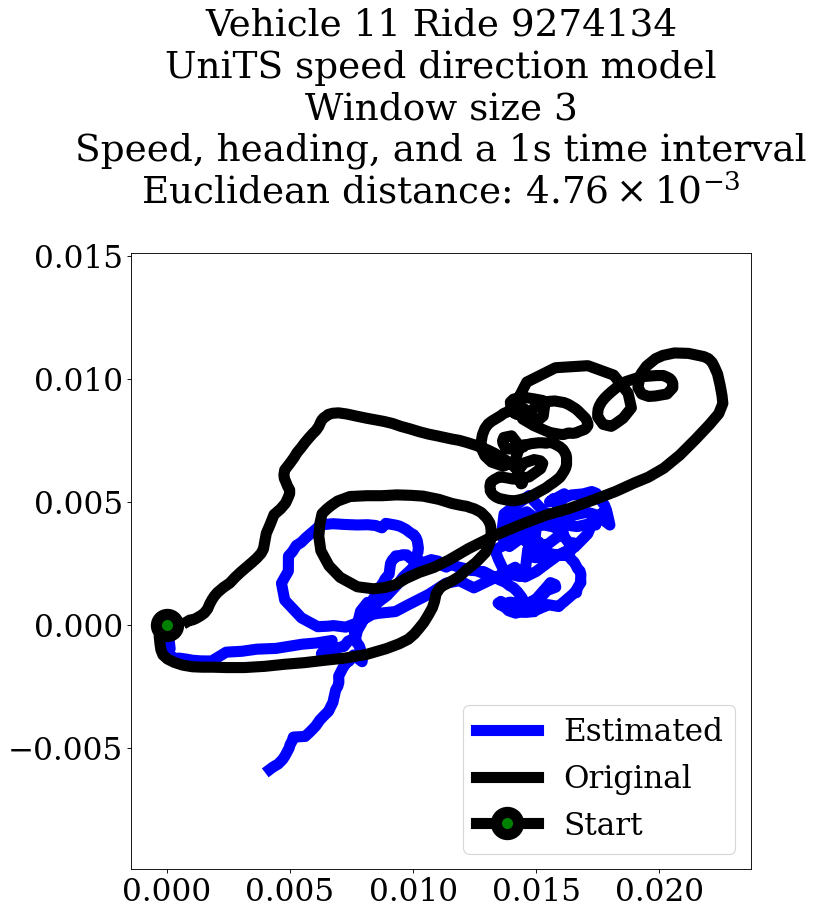 Vehicle 11 Ride 9274134
UniTS speed direction model
Window size 3
Speed, heading, and a 1s time interval
Euclidean distance: 4.76 × 10⁻³
0.015
0.010
0.005
0.000
−0.005
Estimated
Original
Start
0.000 0.005 0.010 0.015 0.020